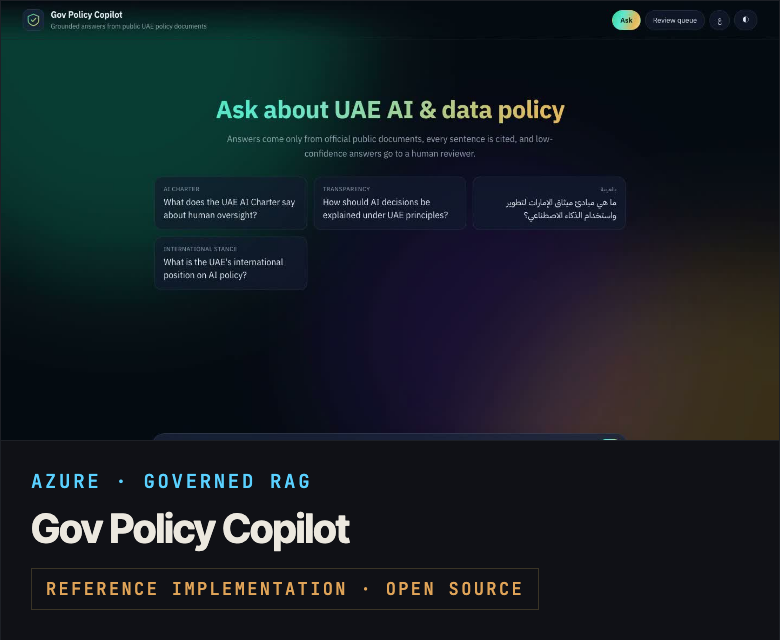 Gov Policy Copilot
Grounded answers from public UAE policy documents
Ask
Review queue
ع
Ask about UAE AI & data policy
Answers come only from official public documents, every sentence is cited, and low-
confidence answers go to a human reviewer.
AI CHARTER
What does the UAE AI Charter say
about human oversight?
TRANSPARENCY
How should AI decisions be
explained under UAE principles?
بالعربية
ما هي مبادئ ميثاق الإمارات لتطوير
واستخدام الذكاء الاصطناعي؟
INTERNATIONAL STANCE
What is the UAE's international
position on AI policy?
AZURE · GOVERNED RAG
Gov Policy Copilot
REFERENCE IMPLEMENTATION · OPEN SOURCE